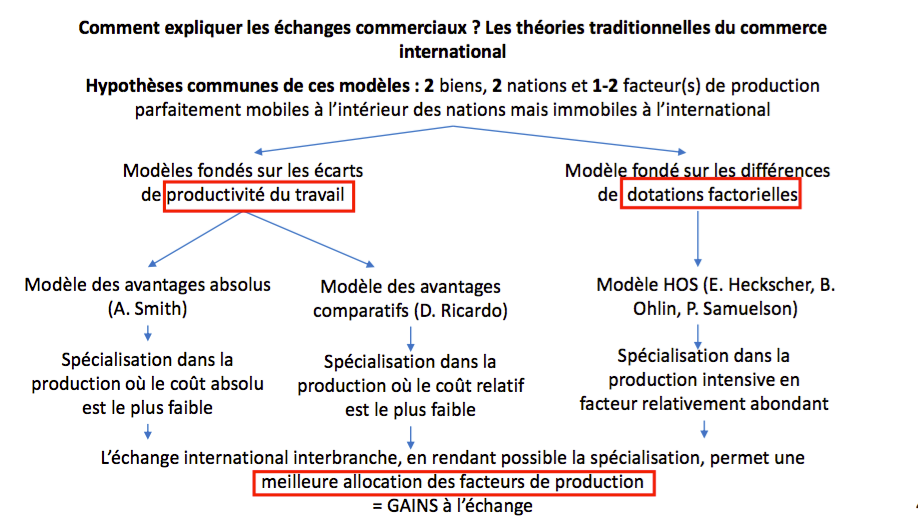 Comment expliquer les échanges commerciaux ? Les théories traditionnelles du commerce
international
Hypothèses communes de ces modèles : 2 biens, 2 nations et 1-2 facteur(s) de production
parfaitement mobiles à l'intérieur des nations mais immobiles à l'international
Modèles fondés sur les écarts
de productivité du travail
Modèle fondé sur les différences
de dotations factorielles
Modèle des avantages absolus
(A. Smith)
Modèle des avantages
comparatifs (D. Ricardo)
Modèle HOS (E. Heckscher, B.
Ohlin, P. Samuelson)
Spécialisation dans la
production où le coût absolu
est le plus faible
Spécialisation dans la
production où le coût relatif
est le plus faible
Spécialisation dans la
production intensive en
facteur relativement abondant
L'échange international interbranche, en rendant possible la spécialisation, permet une
meilleure allocation des facteurs de production
= GAINS à l'échange